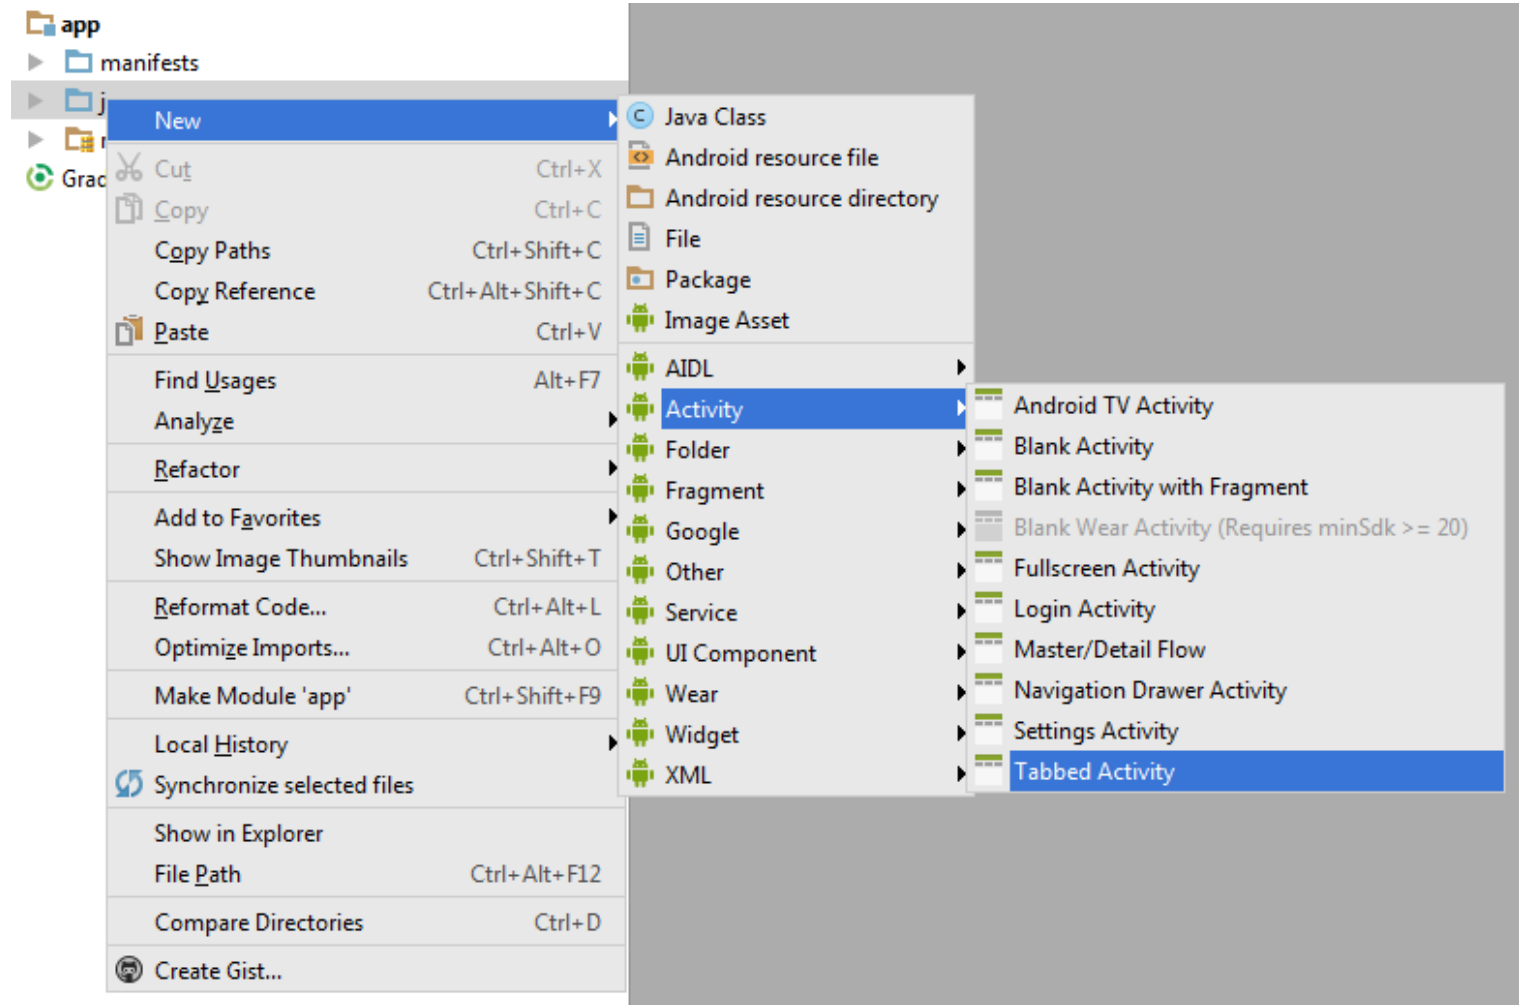 app
manifests
j
r
Grad
New
Cut Ctrl+X
Copy Ctrl+C
Copy Paths Ctrl+Shift+C
Copy Reference Ctrl+Alt+Shift+C
Paste Ctrl+V
Find Usages Alt+F7
Analyze
Refactor
Add to Favorites
Show Image Thumbnails Ctrl+Shift+T
Reformat Code... Ctrl+Alt+L
Optimize Imports... Ctrl+Alt+O
Make Module 'app' Ctrl+Shift+F9
Local History
Synchronize selected files
Show in Explorer
File Path Ctrl+Alt+F12
Compare Directories Ctrl+D
Create Gist...
Java Class
Android resource file
Android resource directory
File
Package
Image Asset
AIDL
Activity
Folder
Fragment
Google
Other
Service
UI Component
Wear
Widget
XML
Android TV Activity
Blank Activity
Blank Activity with Fragment
Blank Wear Activity (Requires minSdk >= 20)
Fullscreen Activity
Login Activity
Master/Detail Flow
Navigation Drawer Activity
Settings Activity
Tabbed Activity